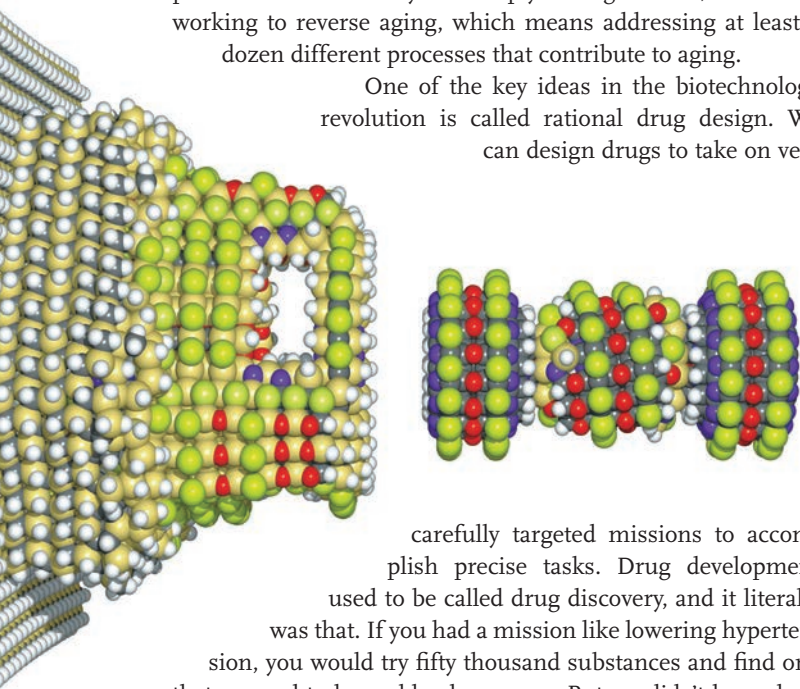 working to reverse aging, which means addressing at least
dozen different processes that contribute to aging.
One of the key ideas in the biotechnolog
revolution is called rational drug design. W
can design drugs to take on ve
carefully targeted missions to accom
plish precise tasks. Drug developme
used to be called drug discovery, and it literal
was that. If you had a mission like lowering hyperte
sion, you would try fifty thousand substances and find o